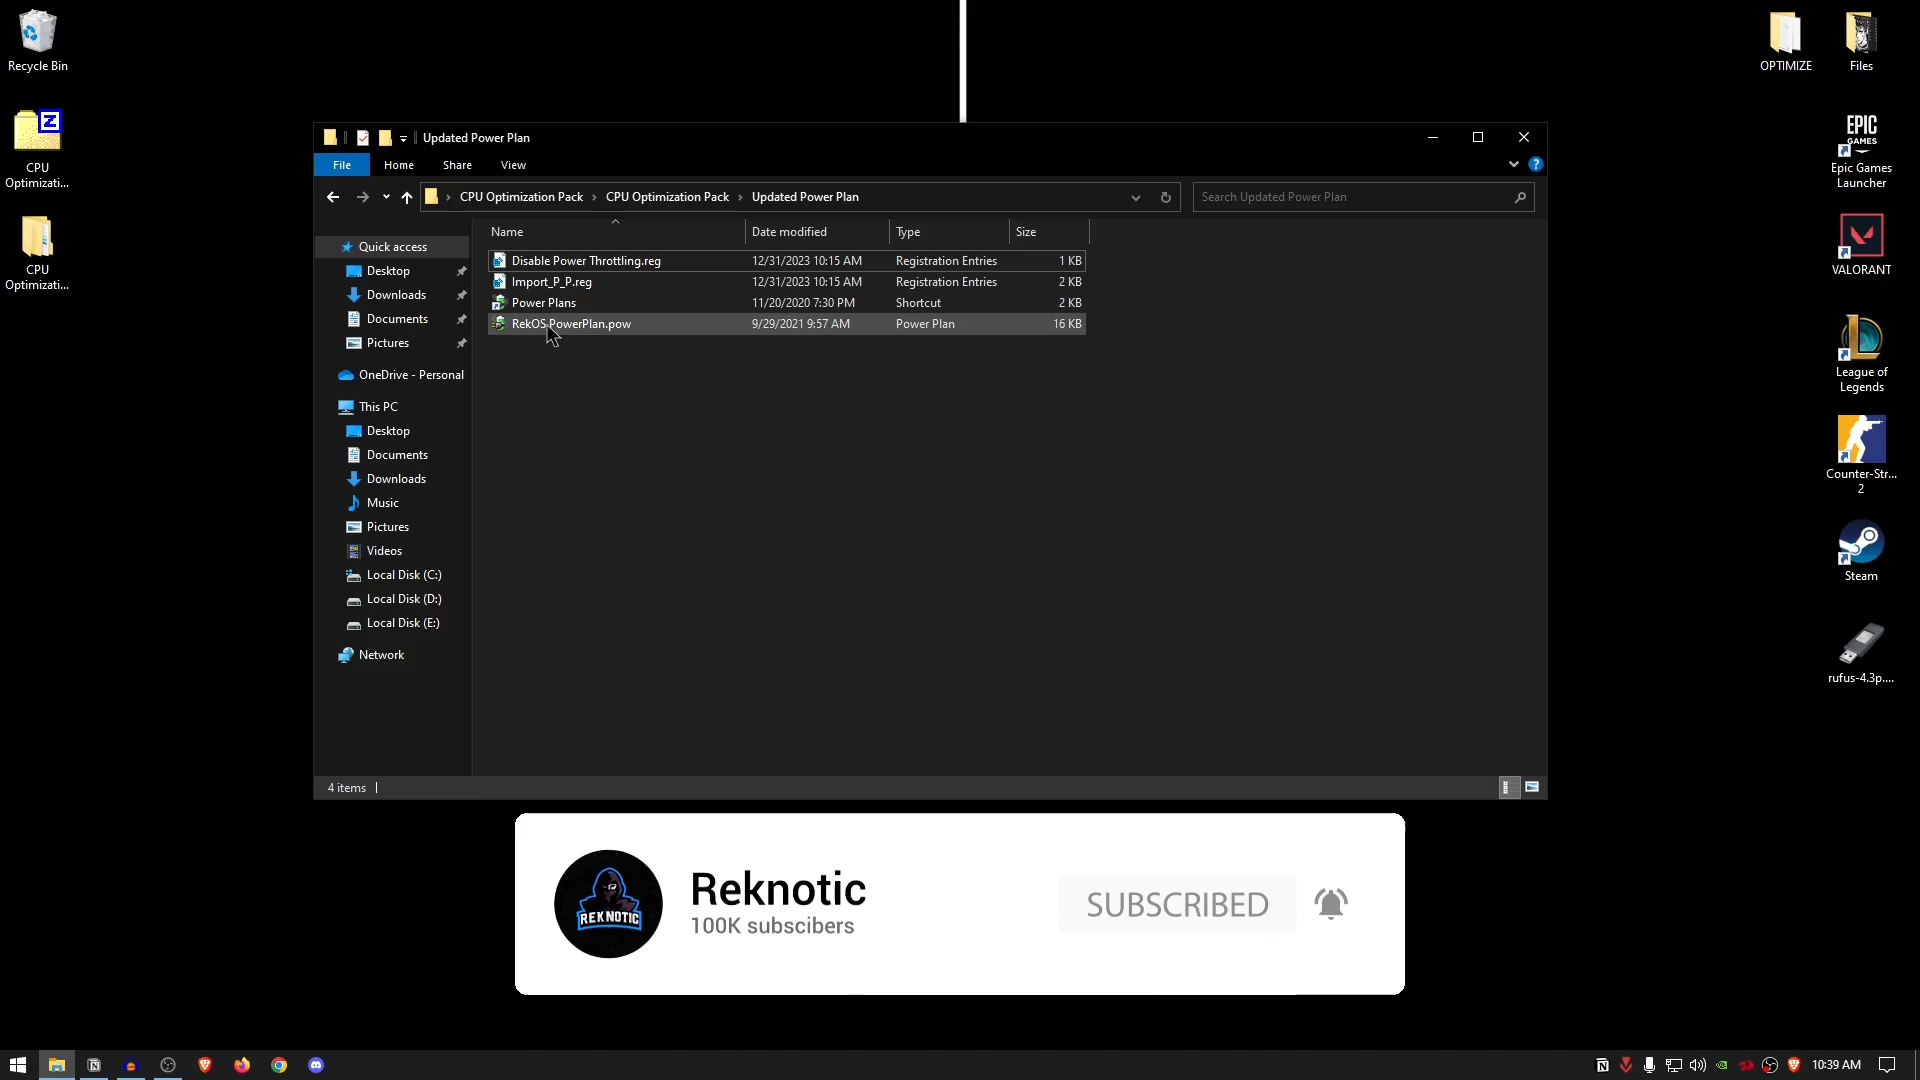 Recycle Bin
CPU
Optimizati...
CPU
Optimizati...
OPTIMIZE
Files
EPIC
GAMES
Epic Games
Launcher
VALORANT
League of
Legends
Counter-Str...
2
Steam
rufus-4.3p....
Updated Power Plan
File Home Share View
CPU Optimization Pack › CPU Optimization Pack › Updated Power Plan
Search Updated Power Plan
Quick access
Desktop
Downloads
Documents
Pictures
OneDrive - Personal
This PC
Desktop
Documents
Downloads
Music
Pictures
Videos
Local Disk (C:)
Local Disk (D:)
Local Disk (E:)
Network
Name Date modified Type Size
Disable Power Throttling.reg 12/31/2023 10:15 AM Registration Entries 1 KB
Import_P_P.reg 12/31/2023 10:15 AM Registration Entries 2 KB
Power Plans 11/20/2020 7:30 PM Shortcut 2 KB
RekOS PowerPlan.pow 9/29/2021 9:57 AM Power Plan 16 KB
4 items
REKNOTIC
Reknotic
100K subscibers
SUBSCRIBED
10:39 AM